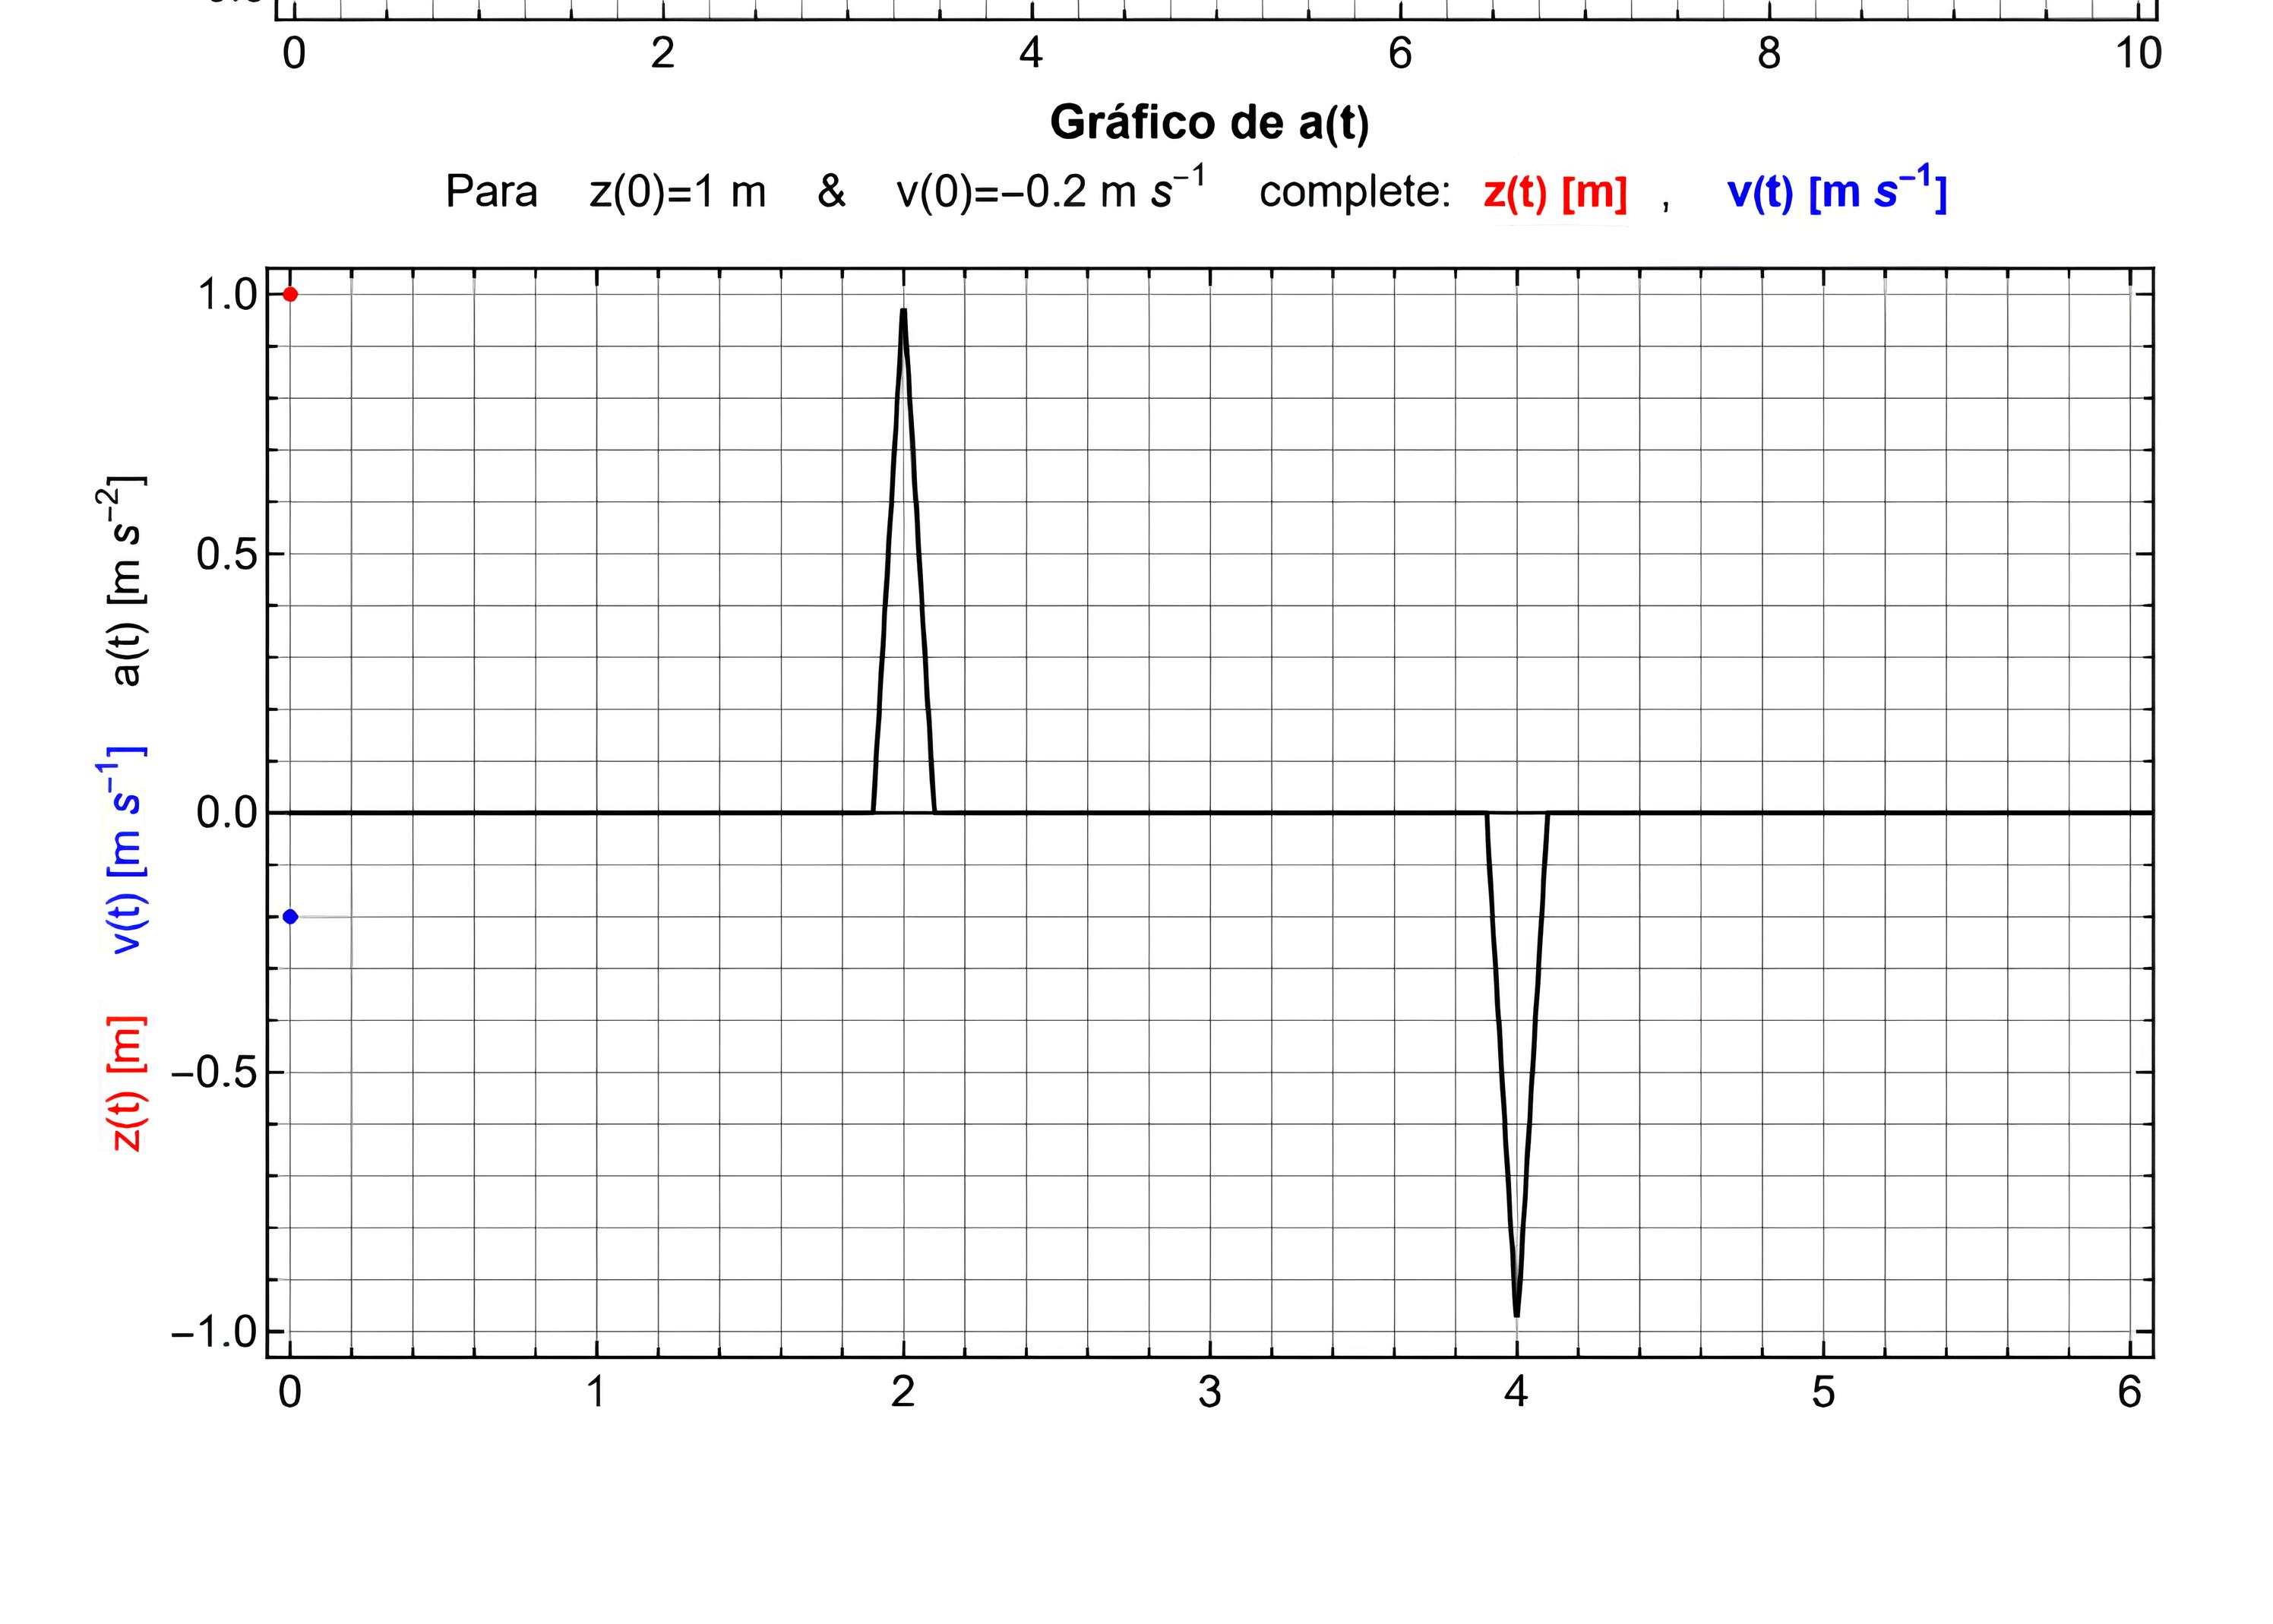 0 2 4 6 8 10
Gráfico de a(t)
Para z(0)=1 m & v(0)=−0.2 m s⁻¹ complete: z(t) [m] , v(t) [m s⁻¹]
z(t) [m] v(t) [m s⁻¹] a(t) [m s⁻²]
1.0
0.5
0.0
−0.5
−1.0
0 1 2 3 4 5 6